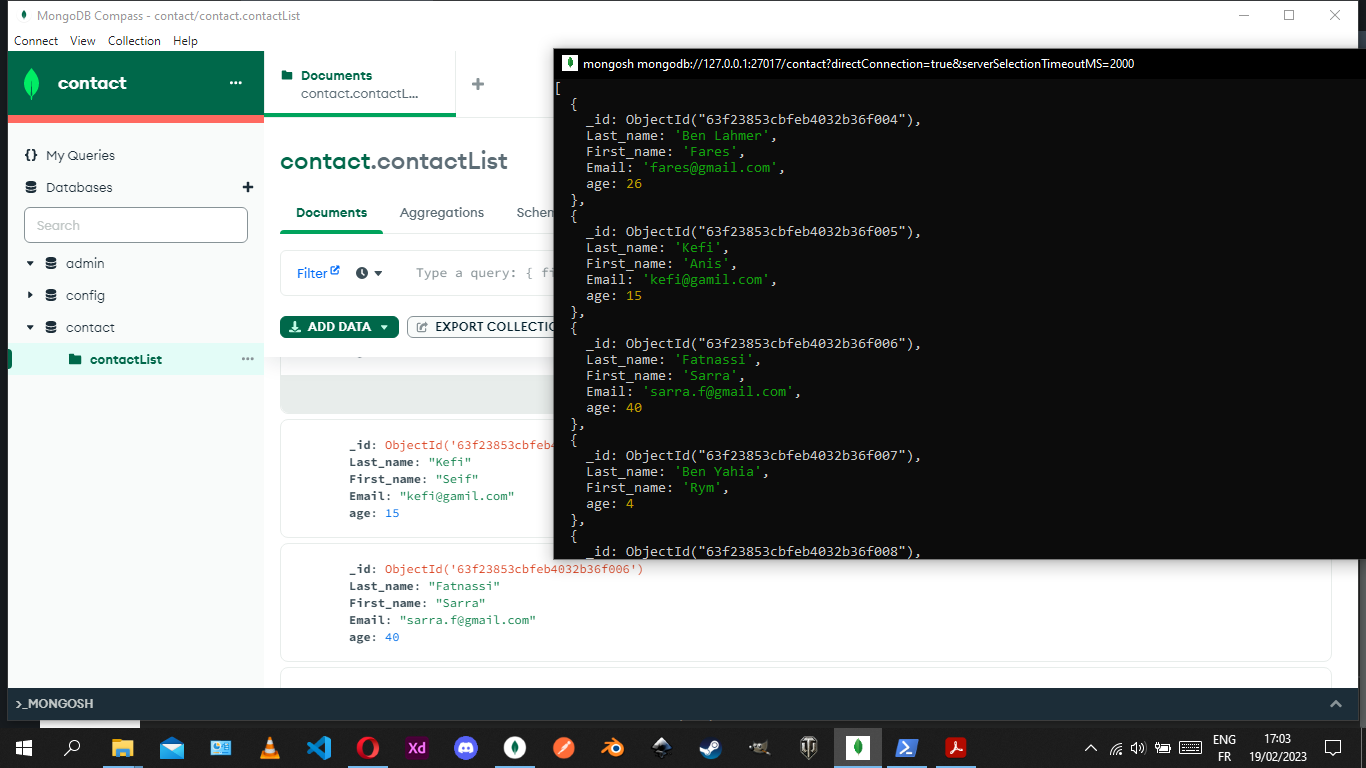 MongoDB Compass - contact/contact.contactList
Connect View Collection Help
contact
Documents
contact.contactL...
My Queries
Databases
Search
admin
config
contact
contactList
contact.contactList
Documents Aggregations Schem
Filter Type a query: { fi
ADD DATA EXPORT COLLECTIO
_id: ObjectId('63f23853cbfeb4
Last_name: "Kefi"
First_name: "Seif"
Email: "kefi@gamil.com"
age: 15
_id: ObjectId('63f23853cbfeb4032b36f006')
Last_name: "Fatnassi"
First_name: "Sarra"
Email: "sarra.f@gmail.com"
age: 40
>_MONGOSH
mongosh mongodb://127.0.0.1:27017/contact?directConnection=true&serverSelectionTimeoutMS=2000
[
{
_id: ObjectId("63f23853cbfeb4032b36f004"),
Last_name: 'Ben Lahmer',
First_name: 'Fares',
Email: 'fares@gmail.com',
age: 26
},
{
_id: ObjectId("63f23853cbfeb4032b36f005"),
Last_name: 'Kefi',
First_name: 'Anis',
Email: 'kefi@gamil.com',
age: 15
},
{
_id: ObjectId("63f23853cbfeb4032b36f006"),
Last_name: 'Fatnassi',
First_name: 'Sarra',
Email: 'sarra.f@gmail.com',
age: 40
},
{
_id: ObjectId("63f23853cbfeb4032b36f007"),
Last_name: 'Ben Yahia',
First_name: 'Rym',
age: 4
},
{
_id: ObjectId("63f23853cbfeb4032b36f008"),
Xd
ENG
FR
17:03
19/02/2023